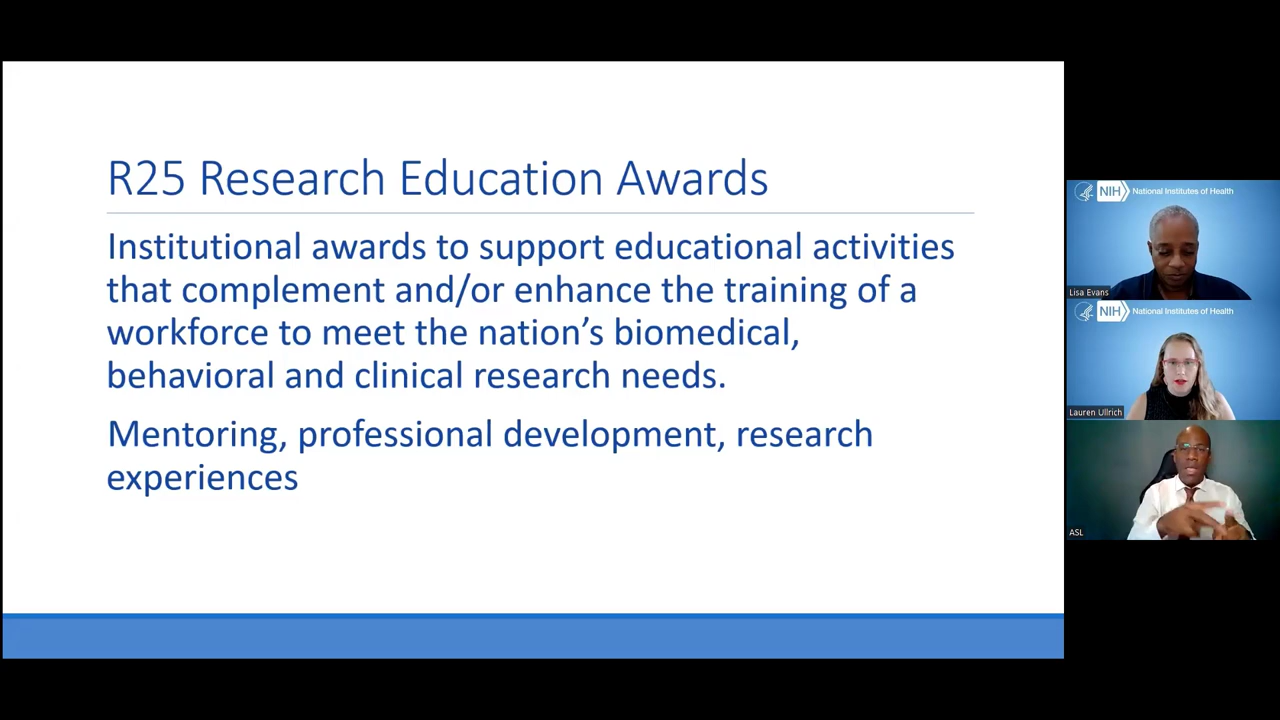 R25 Research Education Awards
Institutional awards to support educational activities
that complement and/or enhance the training of a
workforce to meet the nation’s biomedical,
behavioral and clinical research needs.
Mentoring, professional development, research
experiences
NIH National Institutes of Health
Lisa Evans
NIH National Institutes of Health
Lauren Ullrich
ASL